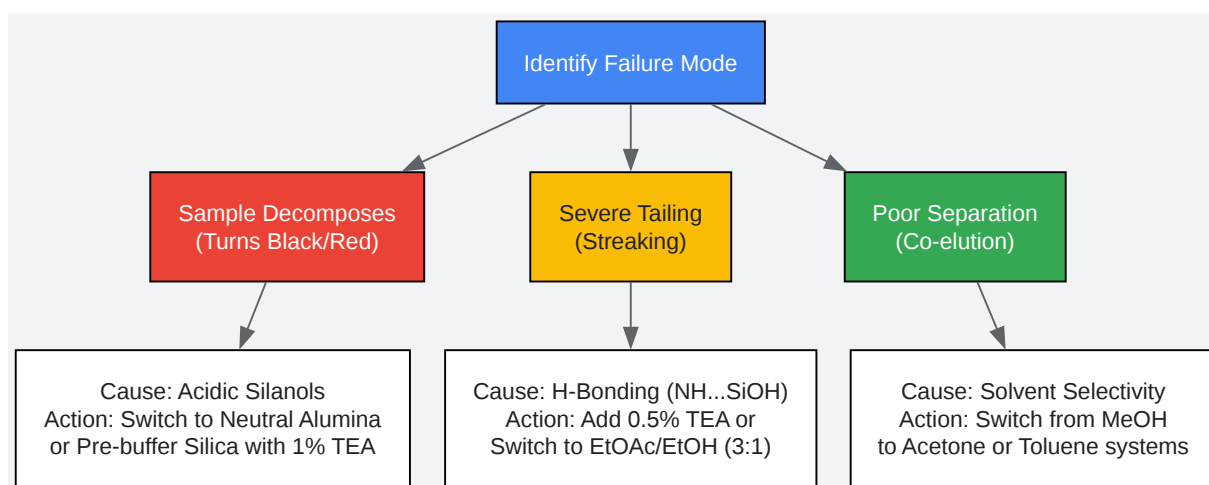 Identify Failure Mode
Sample Decomposes
(Turns Black/Red)
Severe Tailing
(Streaking)
Poor Separation
(Co-elution)
Cause: Acidic Silanols
Action: Switch to Neutral Alumina
or Pre-buffer Silica with 1% TEA
Cause: H-Bonding (NH...SiOH)
Action: Add 0.5% TEA or
Switch to EtOAc/EtOH (3:1)
Cause: Solvent Selectivity
Action: Switch from MeOH
to Acetone or Toluene systems